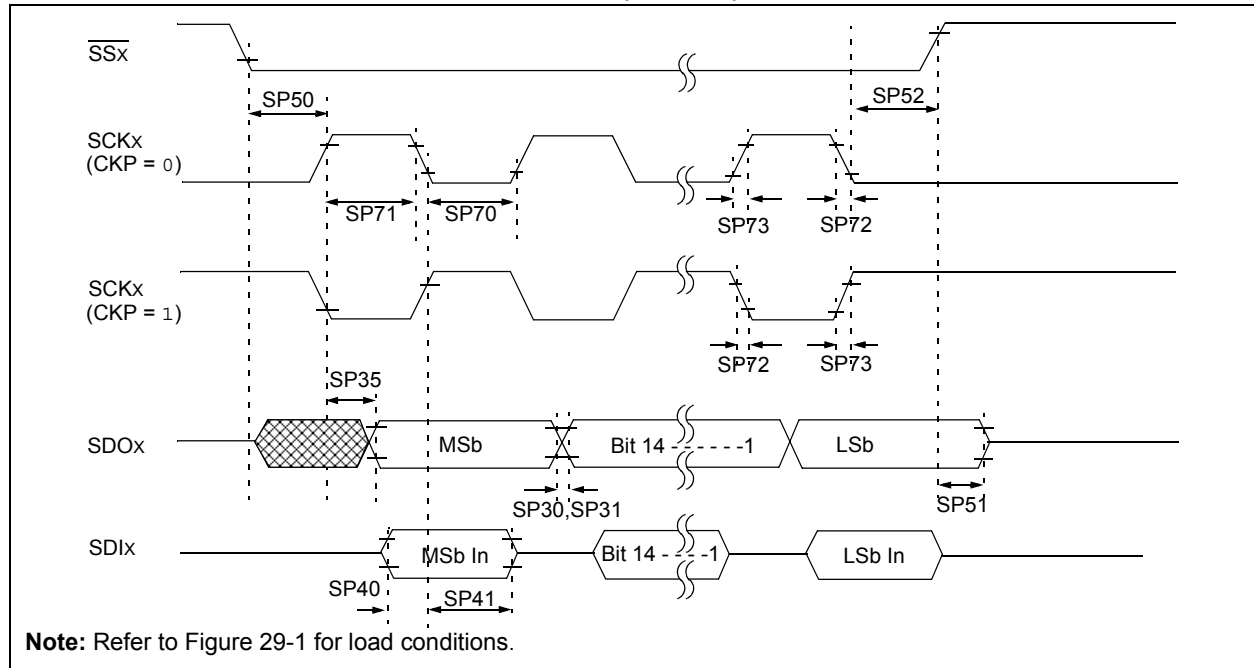 SSx
SP50
SP52
SCKx
(CKP = 0)
SP71
SP70
SP73
SP72
SCKx
(CKP = 1)
SP72
SP73
SP35
SDOx
MSb
Bit 14 - - - - - -1
LSb
SP30,SP31
SP51
SDIx
MSb In
Bit 14 - - - -1
LSb In
SP40
SP41
Note: Refer to Figure 29-1 for load conditions.